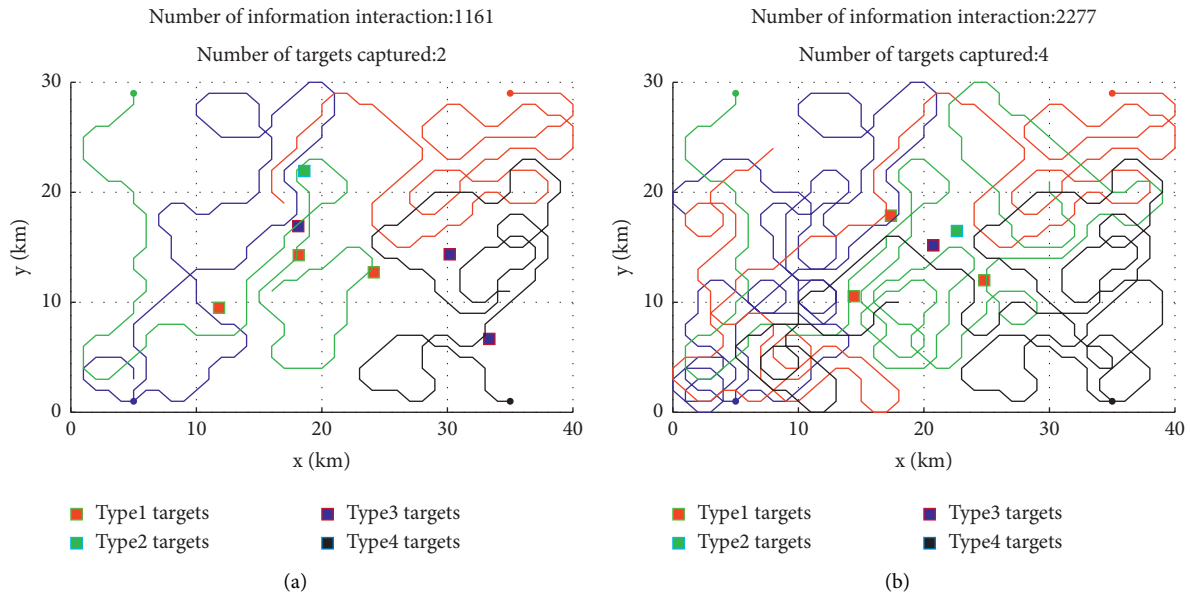 Number of information interaction:1161
Number of targets captured:2
30
20
10
0
0
10
20
30
40
y (km)
x (km)
Type1 targets
Type3 targets
Type2 targets
Type4 targets
(a)
Number of information interaction:2277
Number of targets captured:4
30
20
10
0
0
10
20
30
40
y (km)
x (km)
Type1 targets
Type3 targets
Type2 targets
Type4 targets
(b)